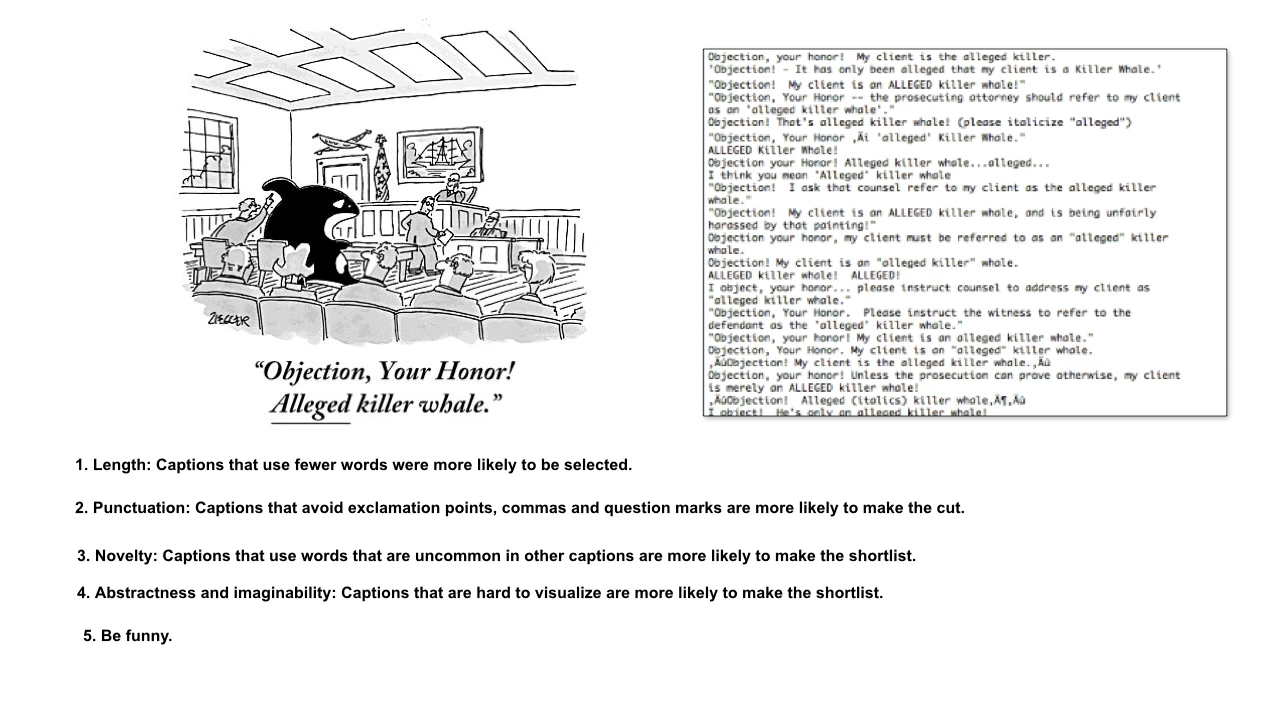 ZIEGLER
“Objection, Your Honor!
Alleged killer whale.”
Objection, your honor!  My client is the alleged killer.
'Objection! - It has only been alleged that my client is a Killer Whale.'
"Objection!  My client is an ALLEGED killer whale!"
"Objection, Your Honor -- the prosecuting attorney should refer to my client
as an 'alleged killer whale'."
Objection! That's alleged killer whale! (please italicize "alleged")
"Objection, Your Honor ‚Äì 'alleged' Killer Whale."
ALLEGED Killer Whale!
Objection your Honor! Alleged killer whale...alleged...
I think you mean 'Alleged' killer whale
"Objection!  I ask that counsel refer to my client as the alleged killer
whale."
"Objection!  My client is an ALLEGED killer whale, and is being unfairly
harassed by that painting!"
Objection your honor, my client must be referred to as an "alleged" killer
whale.
Objection! My client is an "alleged killer" whale.
ALLEGED killer whale!  ALLEGED!
I object, your honor... please instruct counsel to address my client as
"alleged killer whale."
"Objection, Your Honor.  Please instruct the witness to refer to the
defendant as the 'alleged' killer whale."
"Objection, your honor! My client is an alleged killer whale."
Objection, Your Honor. My client is an "alleged" killer whale.
‚ÄúObjection! My client is the alleged killer whale.‚Äù
Objection, your honor! Unless the prosecution can prove otherwise, my client
is merely an ALLEGED killer whale!
‚ÄúObjection!  Alleged (italics) killer whale‚Ä¶‚Äù
I object!  He's only an alleged killer whale!
1. Length: Captions that use fewer words were more likely to be selected.
2. Punctuation: Captions that avoid exclamation points, commas and question marks are more likely to make the cut.
3. Novelty: Captions that use words that are uncommon in other captions are more likely to make the shortlist.
4. Abstractness and imaginability: Captions that are hard to visualize are more likely to make the shortlist.
5. Be funny.